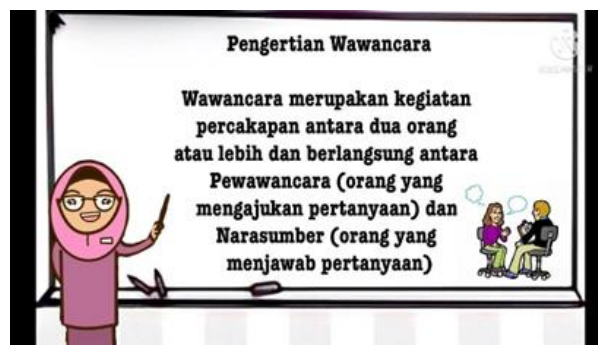 Pengertian Wawancara
Wawancara merupakan kegiatan
percakapan antara dua orang
atau lebih dan berlangsung antara
Pewawancara (orang yang
mengajukan pertanyaan) dan
Narasumber (orang yang
menjawab pertanyaan)